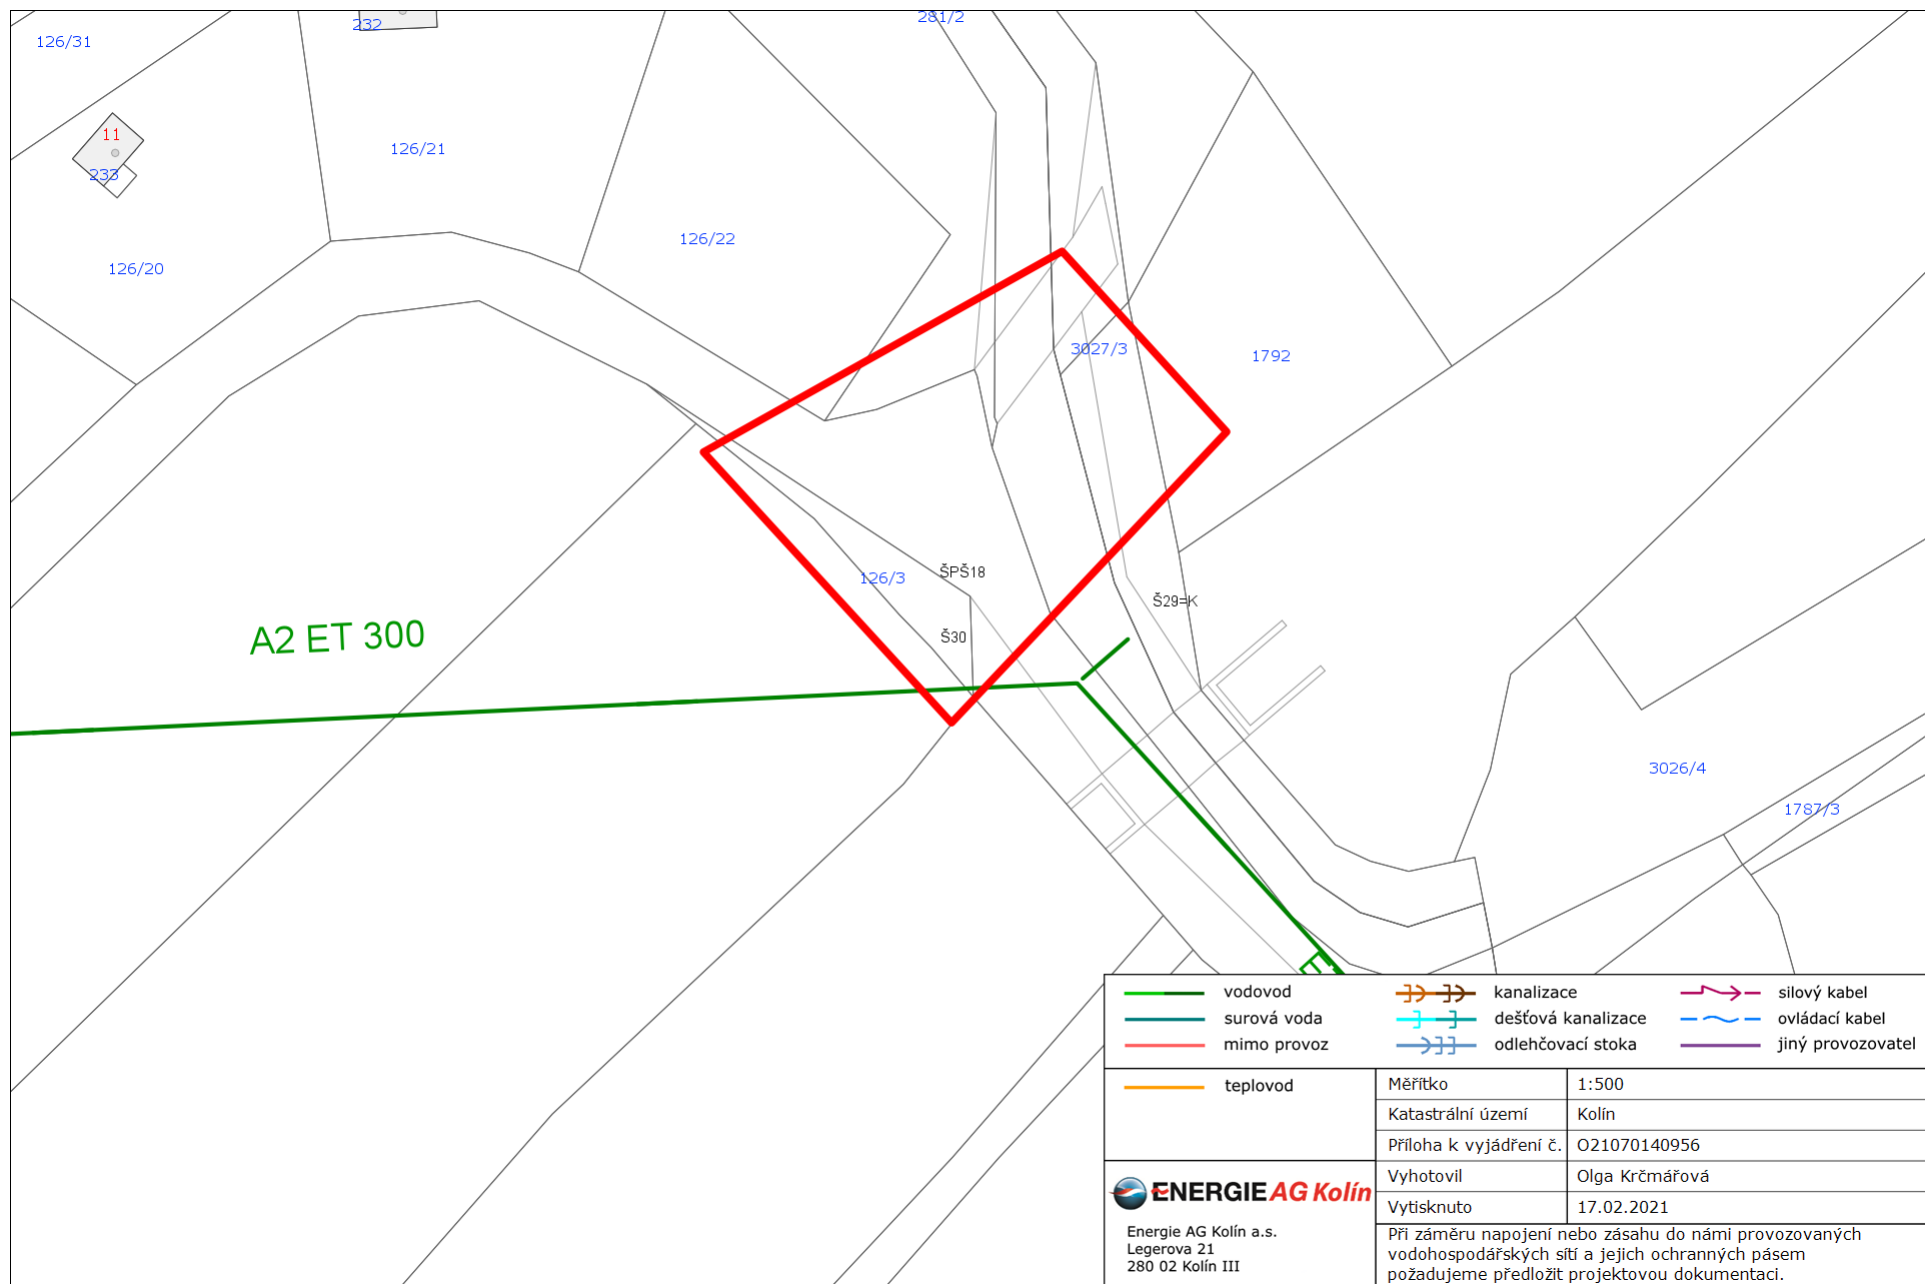 281/2
232
126/31
11
126/21
233
126/22
126/20
3027/3
1792
ŠPŠ18
126/3
Š29=K
A2 ET 300
Š30
3026/4
1787/3
vodovod
kanalizace
silový kabel
surová voda
dešťová kanalizace
ovládací kabel
mimo provoz
odlehčovací stoka
jiný provozovatel
teplovod
Měřítko 1:500
Katastrální území Kolín
Příloha k vyjádření č. O21070140956
Vyhotovil Olga Krčmářová
Vytisknuto 17.02.2021
ENERGIE AG Kolín
Energie AG Kolín a.s.
Legerova 21
280 02 Kolín III
Při záměru napojení nebo zásahu do námi provozovaných
vodohospodářských sítí a jejich ochranných pásem
požadujeme předložit projektovou dokumentaci.